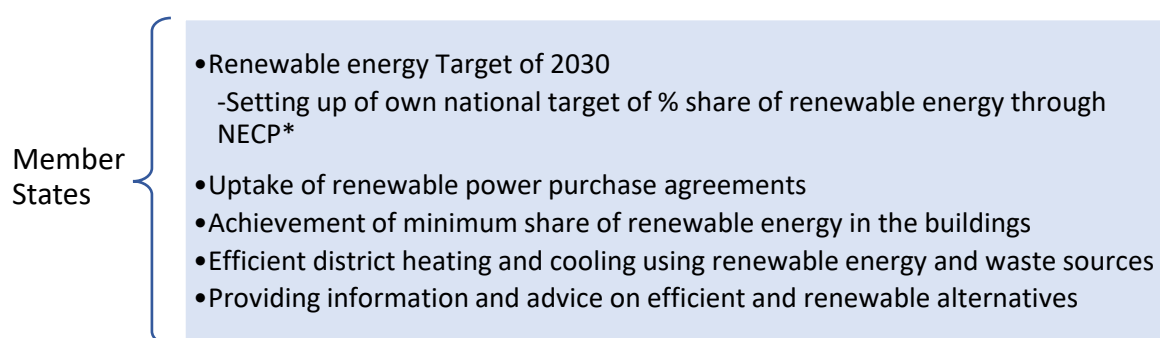 Member
States
•Renewable energy Target of 2030
-Setting up of own national target of % share of renewable energy through
NECP*
•Uptake of renewable power purchase agreements
•Achievement of minimum share of renewable energy in the buildings
•Efficient district heating and cooling using renewable energy and waste sources
•Providing information and advice on efficient and renewable alternatives